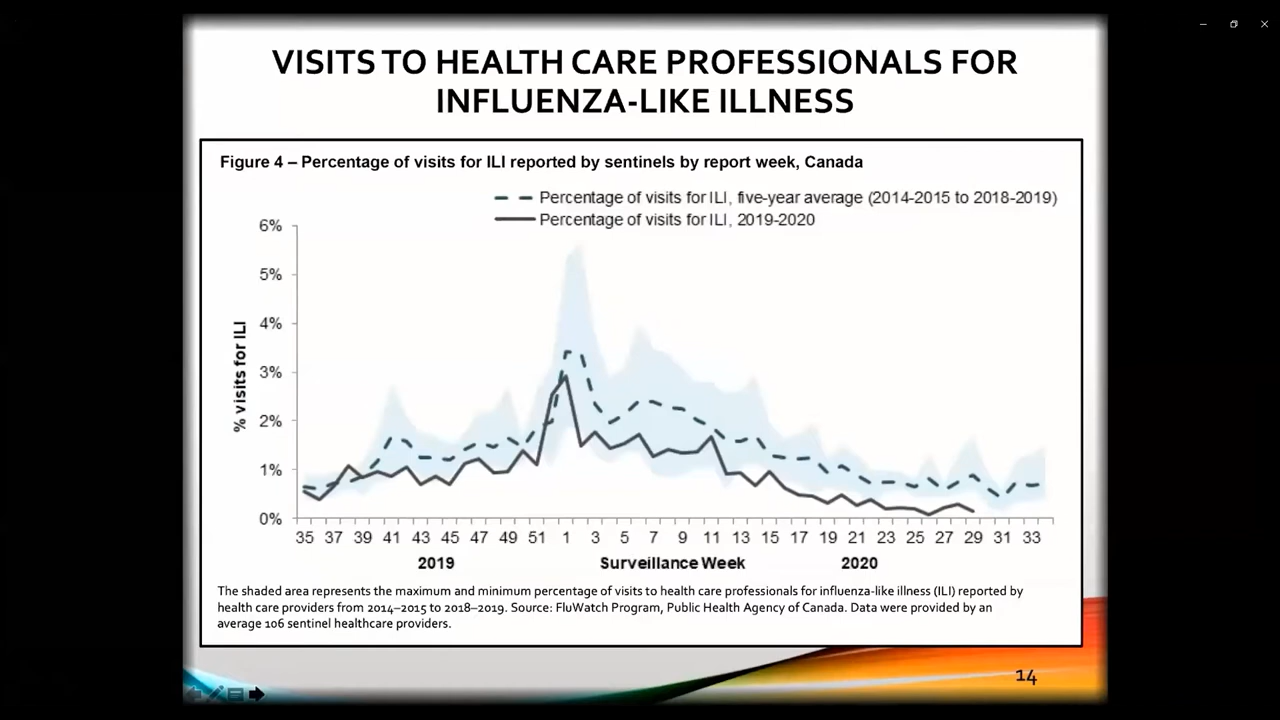 VISITS TO HEALTH CARE PROFESSIONALS FOR
INFLUENZA-LIKE ILLNESS
Figure 4 – Percentage of visits for ILI reported by sentinels by report week, Canada
Percentage of visits for ILI, five-year average (2014-2015 to 2018-2019)
Percentage of visits for ILI, 2019-2020
6%
5%
4%
3%
2%
1%
0%
% visits for ILI
35 37 39 41 43 45 47 49 51 1 3 5 7 9 11 13 15 17 19 21 23 25 27 29 31 33
2019 Surveillance Week 2020
The shaded area represents the maximum and minimum percentage of visits to health care professionals for influenza-like illness (ILI) reported by
health care providers from 2014–2015 to 2018–2019. Source: FluWatch Program, Public Health Agency of Canada. Data were provided by an
average 106 sentinel healthcare providers.
14